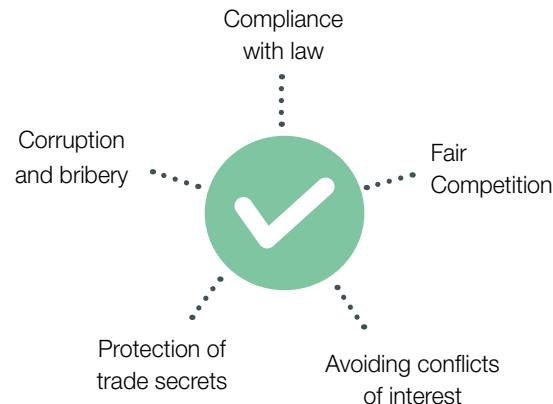 Compliance
with law
Corruption
and bribery
Fair
Competition
Protection of
trade secrets
Avoiding conflicts
of interest